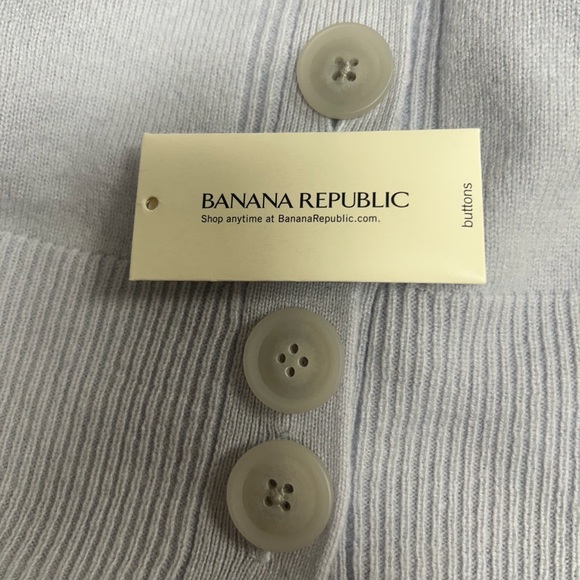 BANANA REPUBLIC
Shop anytime at BananaRepublic.com.
buttons